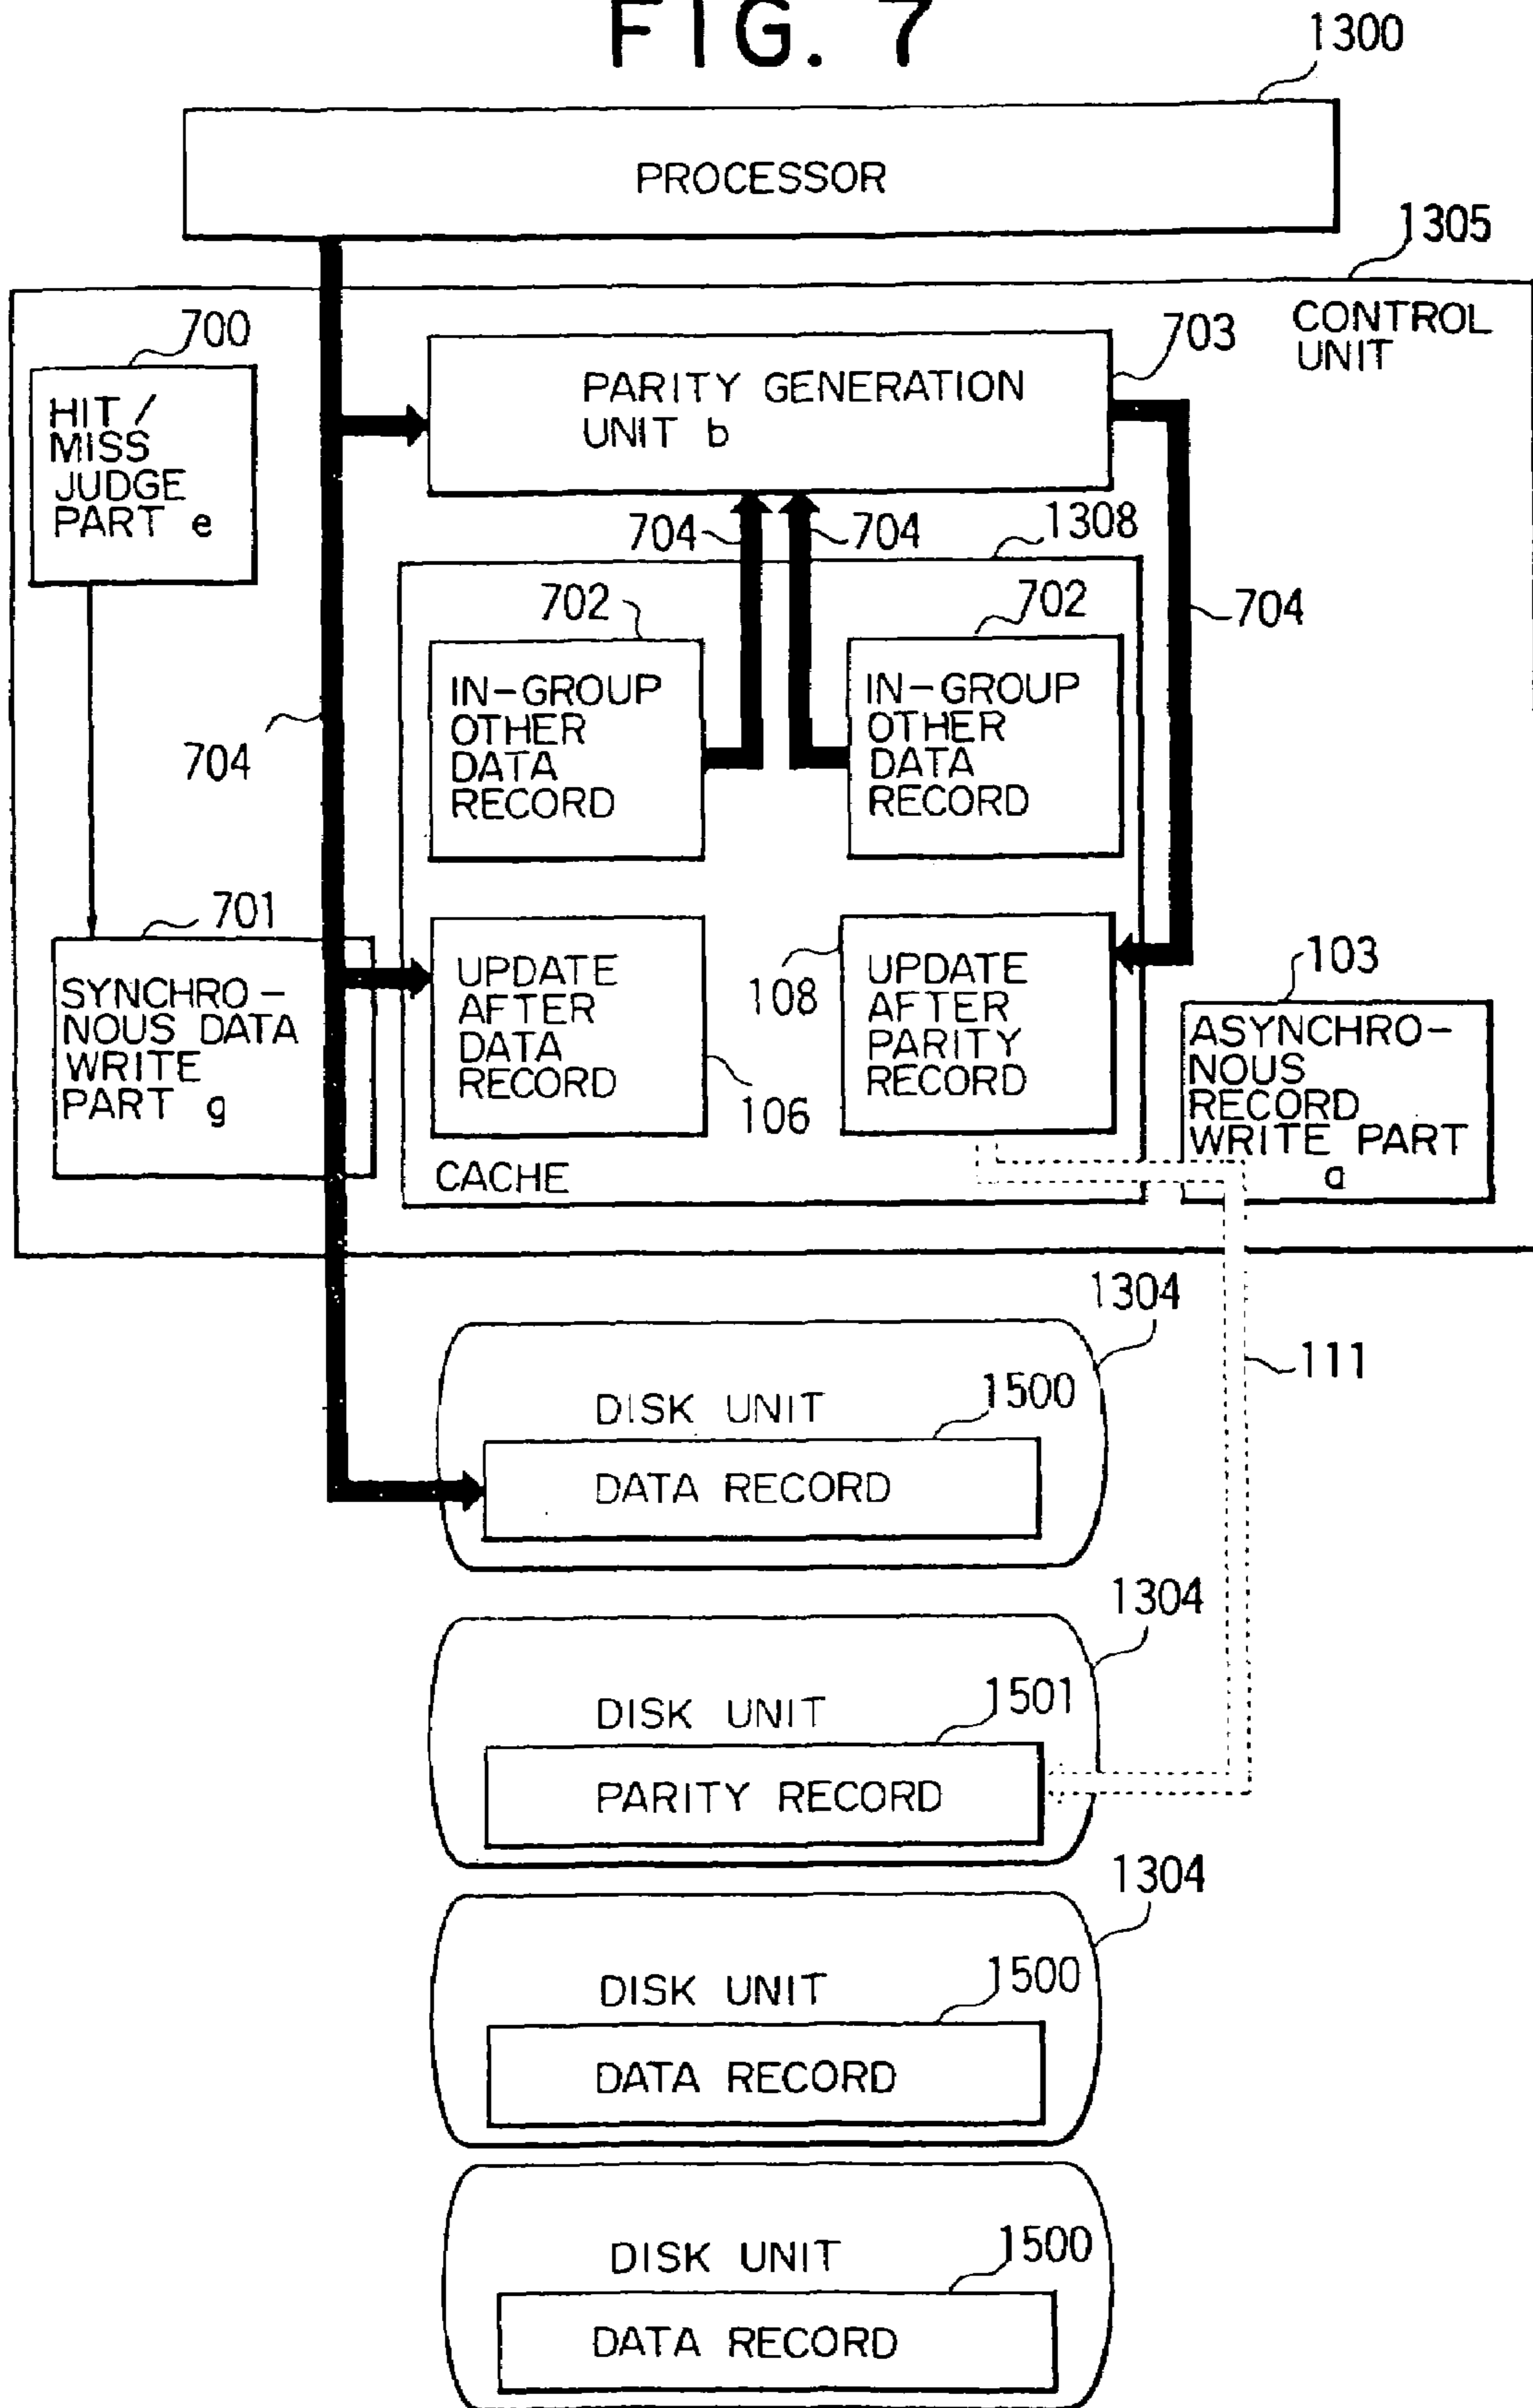 FIG. 7
1300
PROCESSOR
1305
CONTROL
UNIT
700
HIT /
MISS
JUDGE
PART e
703
PARITY GENERATION
UNIT b
704
704
1308
702
702
704
IN-GROUP
OTHER
DATA
RECORD
IN-GROUP
OTHER
DATA
RECORD
704
701
SYNCHRO-
NOUS DATA
WRITE
PART g
UPDATE
AFTER
DATA
RECORD
106
108
UPDATE
AFTER
PARITY
RECORD
103
ASYNCHRO-
NOUS
RECORD
WRITE PART
a
CACHE
1304
111
DISK UNIT
1500
DATA RECORD
1304
DISK UNIT
1501
PARITY RECORD
1304
DISK UNIT
1500
DATA RECORD
DISK UNIT
1500
DATA RECORD